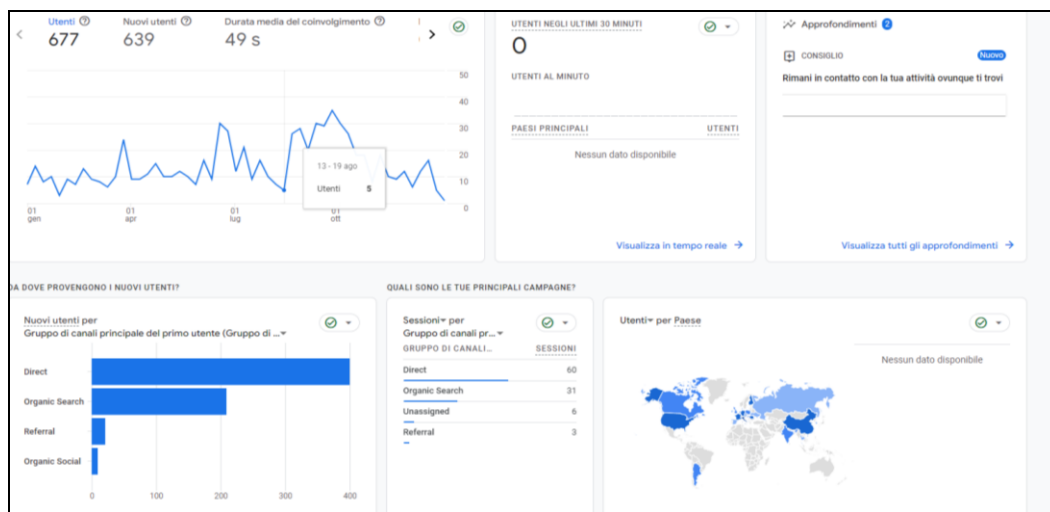 Utenti Nuovi utenti Durata media del coinvolgimento
677 639 49 s
50
40
30
20
10
0
13 - 19 ago
Utenti 5
01 01 01 01
gen apr lug ott
UTENTI NEGLI ULTIMI 30 MINUTI
0
UTENTI AL MINUTO
PAESI PRINCIPALI UTENTI
Nessun dato disponibile
Visualizza in tempo reale
Approfondimenti 2
CONSIGLIO Nuovo
Rimani in contatto con la tua attività ovunque ti trovi
Visualizza tutti gli approfondimenti
DA DOVE PROVENGONO I NUOVI UTENTI?
Nuovi utenti per
Gruppo di canali principale del primo utente (Gruppo di ...
Direct
Organic Search
Referral
Organic Social
0 100 200 300 400
QUALI SONO LE TUE PRINCIPALI CAMPAGNE?
Sessioni per
Gruppo di canali pr...
GRUPPO DI CANALI... SESSIONI
Direct 60
Organic Search 31
Unassigned 6
Referral 3
Utenti per Paese
Nessun dato disponibile